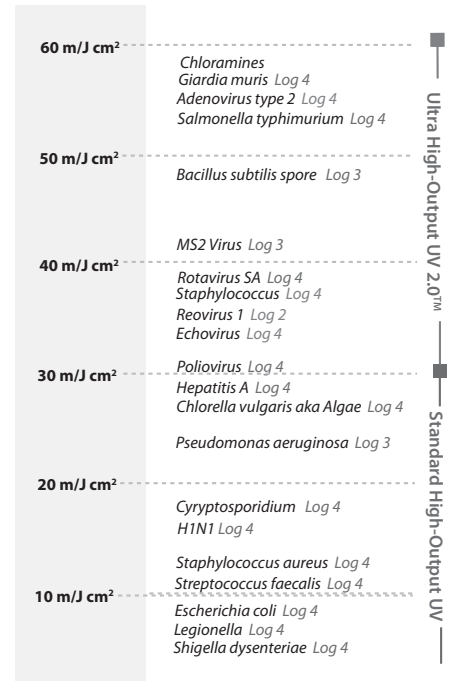 60 m/J cm²
Chloramines
Giardia muris Log 4
Adenovirus type 2 Log 4
Salmonella typhimurium Log 4
50 m/J cm²
Bacillus subtilis spore Log 3
MS2 Virus Log 3
40 m/J cm²
Rotavirus SA Log 4
Staphylococcus Log 4
Reovirus 1 Log 2
Echovirus Log 4
Poliovirus Log 4
30 m/J cm²
Hepatitis A Log 4
Chlorella vulgaris aka Algae Log 4
Pseudomonas aeruginosa Log 3
20 m/J cm²
Cyryptosporidium Log 4
H1N1 Log 4
Staphylococcus aureus Log 4
Streptococcus faecalis Log 4
10 m/J cm²
Escherichia coli Log 4
Legionella Log 4
Shigella dysenteriae Log 4
Ultra High-Output UV 2.0™
Standard High-Output UV